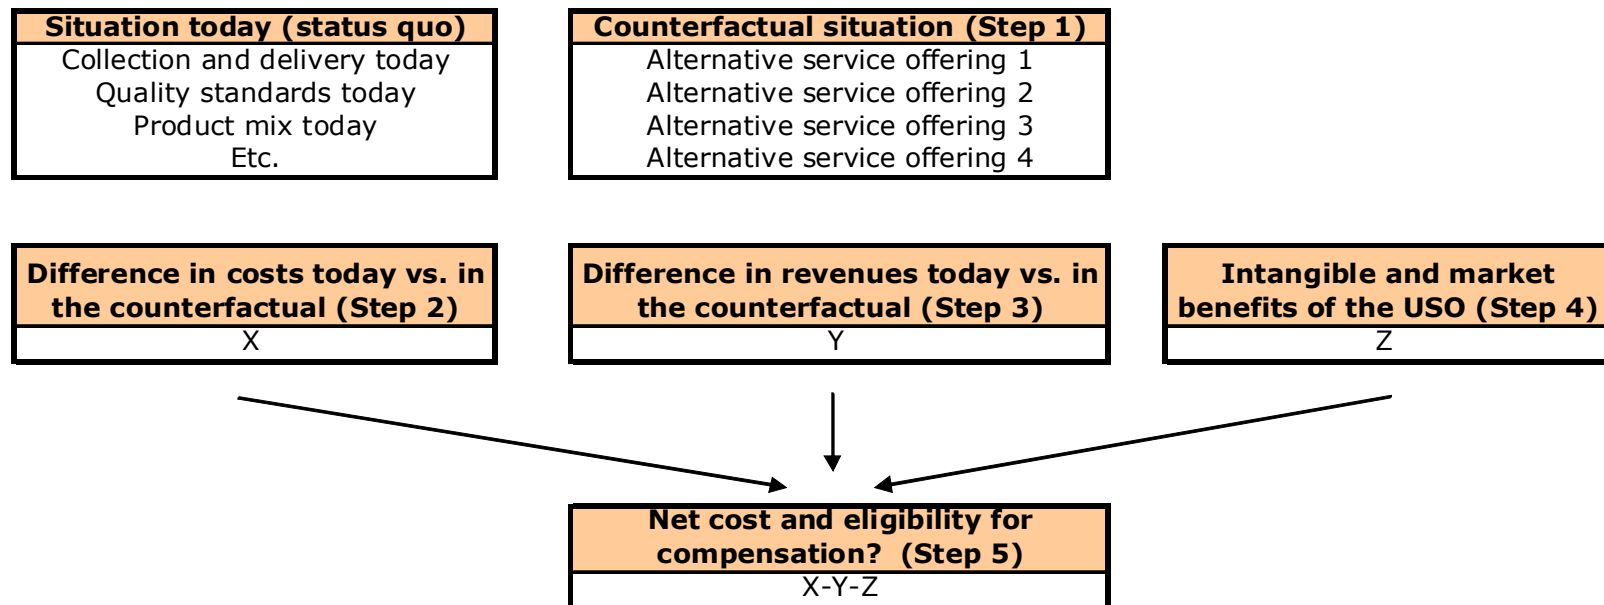 Situation today (status quo)
Collection and delivery today
Quality standards today
Product mix today
Etc.
Counterfactual situation (Step 1)
Alternative service offering 1
Alternative service offering 2
Alternative service offering 3
Alternative service offering 4
Difference in costs today vs. in
the counterfactual (Step 2)
X
Difference in revenues today vs. in
the counterfactual (Step 3)
Y
Intangible and market
benefits of the USO (Step 4)
Z
Net cost and eligibility for
compensation? (Step 5)
X-Y-Z